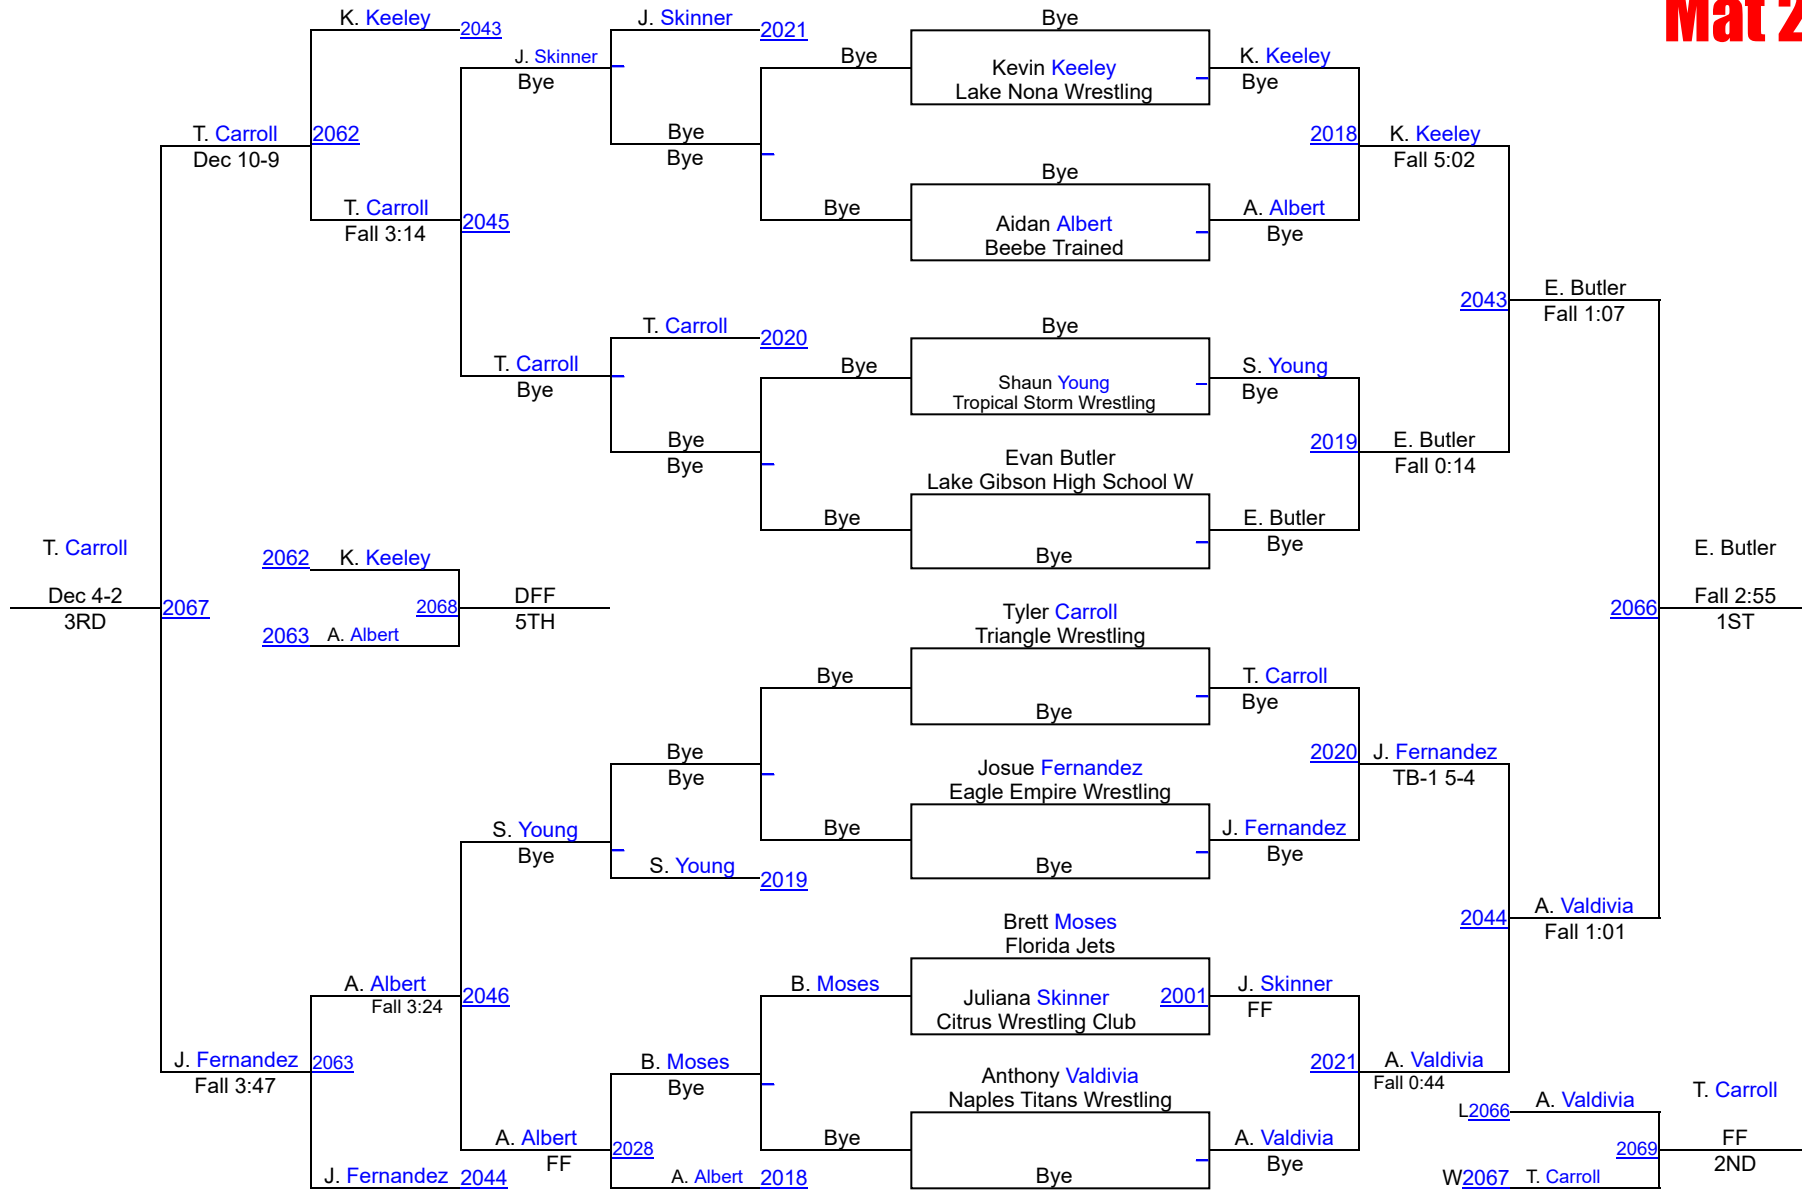 Mat 2
K. Keeley 2043
J. Skinner 2021
J. Skinner
Bye
Bye
Bye
Kevin Keeley
Lake Nona Wrestling
K. Keeley
Bye
T. Carroll 2062
Dec 10-9
Bye
Bye
2018 K. Keeley
Fall 5:02
T. Carroll
Fall 3:14
2045
Bye
Bye
Aidan Albert
Beebe Trained
A. Albert
Bye
2043 E. Butler
Fall 1:07
T. Carroll 2020
T. Carroll
Bye
Bye
Bye
Shaun Young
Tropical Storm Wrestling
S. Young
Bye
Bye
Bye
2019 E. Butler
Fall 0:14
Evan Butler
Lake Gibson High School W
Bye
Bye
E. Butler
Bye
T. Carroll
Dec 4-2
3RD
2067
2062 K. Keeley
2068
2063 A. Albert
DFF
5TH
E. Butler
2066 Fall 2:55
1ST
Tyler Carroll
Triangle Wrestling
Bye
Bye
T. Carroll
Bye
Bye
Bye
2020 J. Fernandez
TB-1 5-4
Josue Fernandez
Eagle Empire Wrestling
Bye
Bye
J. Fernandez
Bye
S. Young
Bye
S. Young 2019
2044 A. Valdivia
Fall 1:01
Brett Moses
Florida Jets
B. Moses
Juliana Skinner 2001
Citrus Wrestling Club
J. Skinner
FF
A. Albert 2046
Fall 3:24
J. Fernandez 2063
Fall 3:47
B. Moses
Bye
2021 A. Valdivia
Fall 0:44
Anthony Valdivia
Naples Titans Wrestling
Bye
Bye
A. Valdivia
Bye
A. Albert 2028
FF
J. Fernandez 2044
A. Albert 2018
L2066 A. Valdivia
2069
W2067 T. Carroll
T. Carroll
FF
2ND